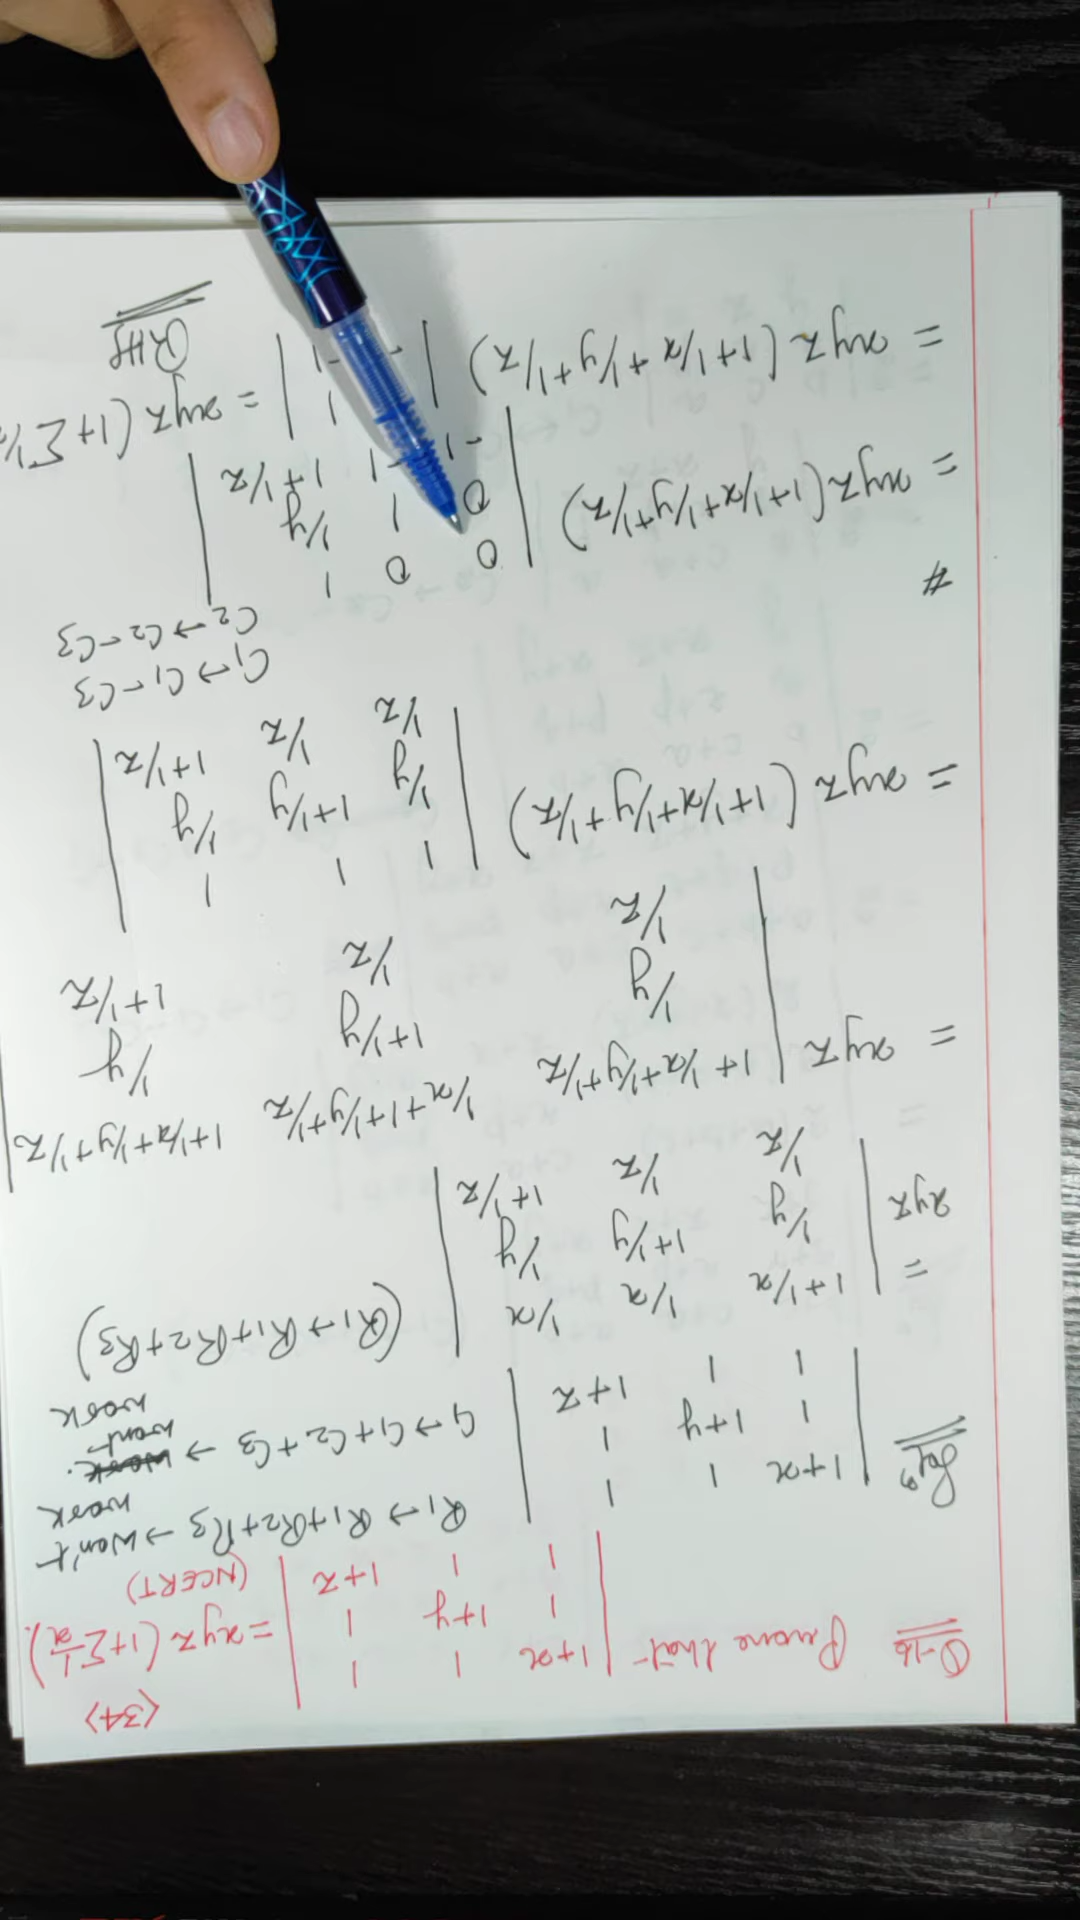 (34)
Q-16 Prove that | 1+x 1 1 |
| 1 1+y 1 | = xyz (1+Σ 1/x).
| 1 1 1+z | (NCERT)
R1 → R1+R2+R3 → won't work
Solⁿ | 1+x 1 1 |
| 1 1+y 1 | C1 → C1+C2+C3 → won't work
| 1 1 1+z |
(R1 → R1+R2+R3)
= xyz | 1+1/x 1/x 1/x |
| 1/y 1+1/y 1/y |
| 1/z 1/z 1+1/z |
= xyz | 1+1/x+1/y+1/z 1/x+1+1/y+1/z 1+1/x+1/y+1/z |
| 1/y 1+1/y 1/y |
| 1/z 1/z 1+1/z |
= xyz (1+1/x+1/y+1/z) | 1 1 1 |
| 1/y 1+1/y 1/y |
| 1/z 1/z 1+1/z |
C1 → C1-C3
C2 → C2-C3
#
= xyz (1+1/x+1/y+1/z) | 0 0 1 |
| 0 1 1/y |
| -1 -1 1+1/z |
= xyz (1+1/x+1/y+1/z) | 1 |
| -1 | = xyz (1+Σ1/
RHS